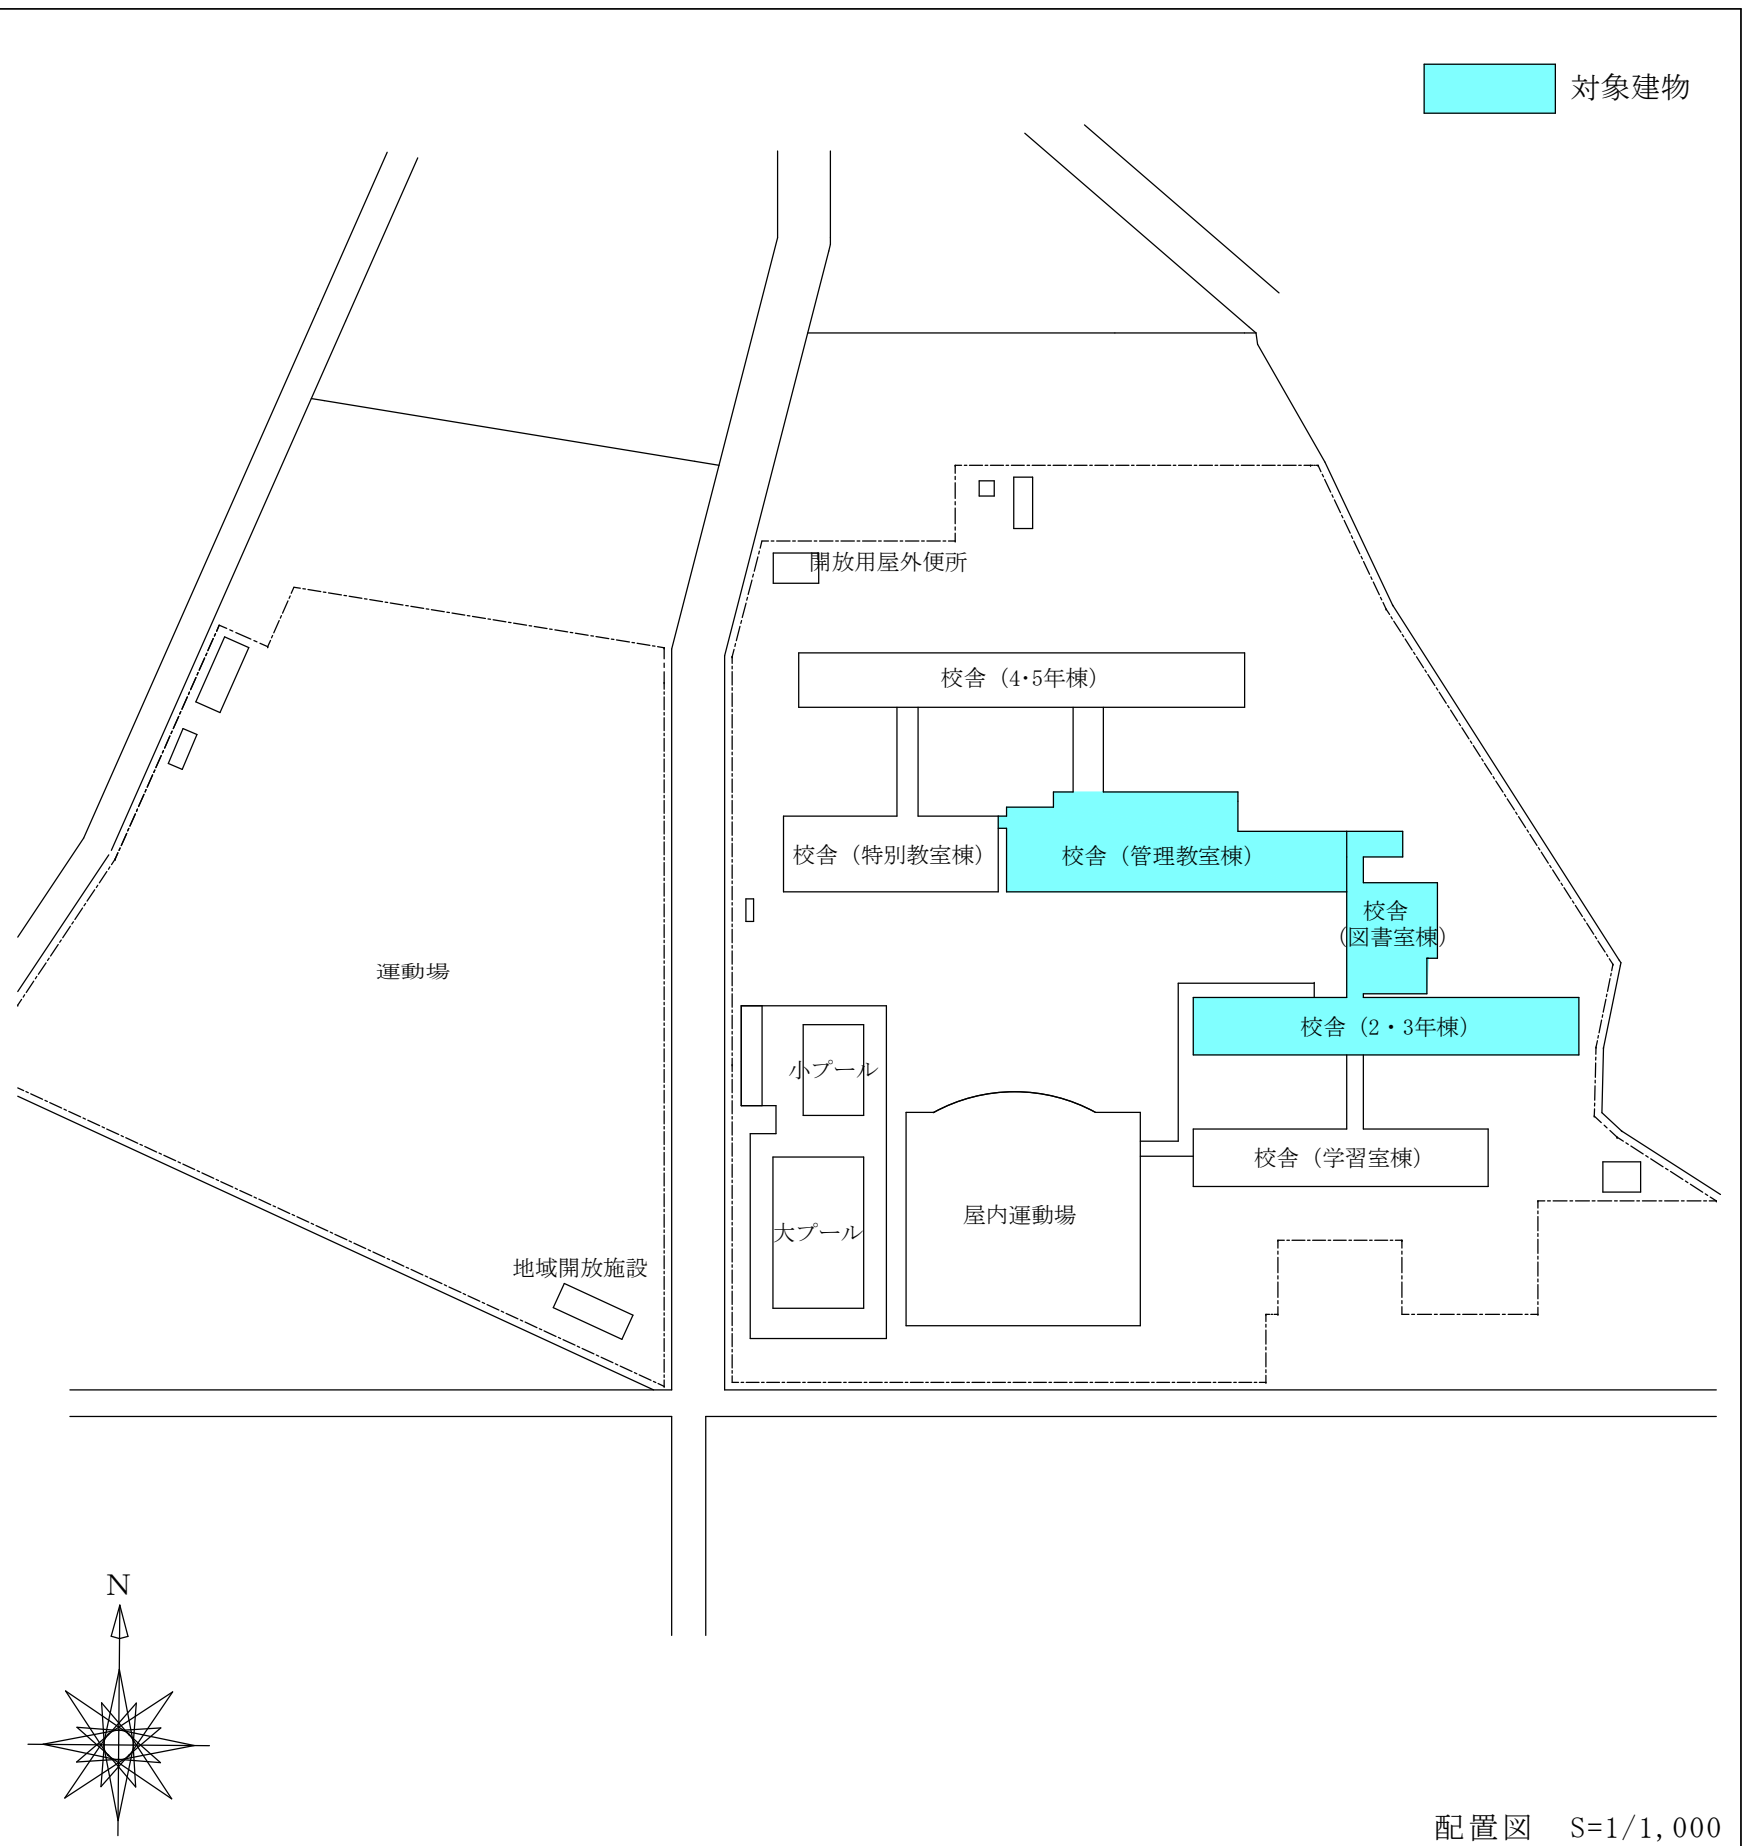 対象建物
開放用屋外便所
校舎（4・5年棟）
校舎（特別教室棟）
校舎（管理教室棟）
校舎
（図書室棟）
運動場
校舎（2・3年棟）
小プール
校舎（学習室棟）
屋内運動場
大プール
地域開放施設
N
配置図　S=1/1,000